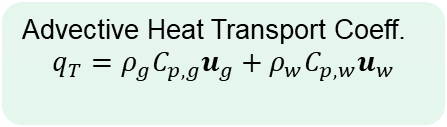 Advective Heat Transport Coeff.
q_T = ρ_g C_{p,g} u_g + ρ_w C_{p,w} u_w